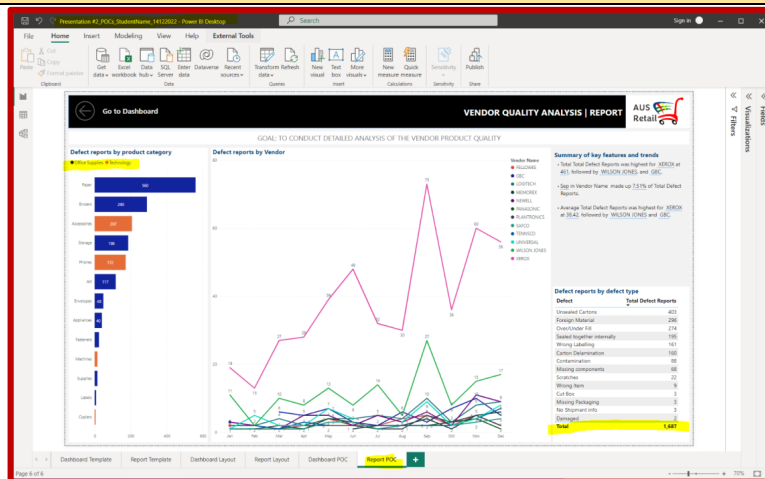 Presentation #2_POCs_StudentName_14122022 - Power BI Desktop
Search
Sign in
File Home Insert Modeling View Help External Tools
Paste
Cut
Copy
Format painter
Clipboard
Get data
Excel workbook
Data hub
SQL Server
Enter data
Dataverse
Recent sources
Data
Transform data
Refresh
Queries
New visual
Text box
More visuals
Insert
New measure
Quick measure
Calculations
Sensitivity
Sensitivity
Publish
Share
Go to Dashboard
VENDOR QUALITY ANALYSIS | REPORT
AUS
Retail
GOAL: TO CONDUCT DETAILED ANALYSIS OF THE VENDOR PRODUCT QUALITY
Defect reports by product category
Office Supplies Technology
Paper
Binders
Accessories
Storage
Phones
Art 117
Envelopes
Appliances
Fasteners
Machines
Supplies
Labels
Copiers
0 200 400 600
Defect reports by Vendor
80
60
40
20
0
Jan Feb Mar Apr May Jun Jul Aug Sep Oct Nov Dec
Vendor Name
FELLOWES
GBC
LOGITECH
MEMOREX
NEWELL
PANASONIC
PLANTRONICS
SAFCO
TENNSCO
UNIVERSAL
WILSON JONES
XEROX
Summary of key features and trends
• Total Total Defect Reports was highest for XEROX at
461, followed by WILSON JONES and GBC.
• Sep in Vendor Name made up 7.51% of Total Defect
Reports.
• Average Total Defect Reports was highest for XEROX
at 38.42, followed by WILSON JONES and GBC.
Defect reports by defect type
Defect Total Defect Reports
Unsealed Cartons 403
Foreign Material 296
Over/Under Fill 274
Sealed together internally 195
Wrong Labelling 161
Carton Delamination 160
Contamination 88
Missing components 68
Scratches 22
Wrong Item 9
Cut Box 3
Missing Packaging 3
No Shipment Info 3
Damaged 2
Total 1,687
Filters
Visualizations
Fields
Dashboard Template Report Template Dashboard Layout Report Layout Dashboard POC Report POC
Page 6 of 6
70%